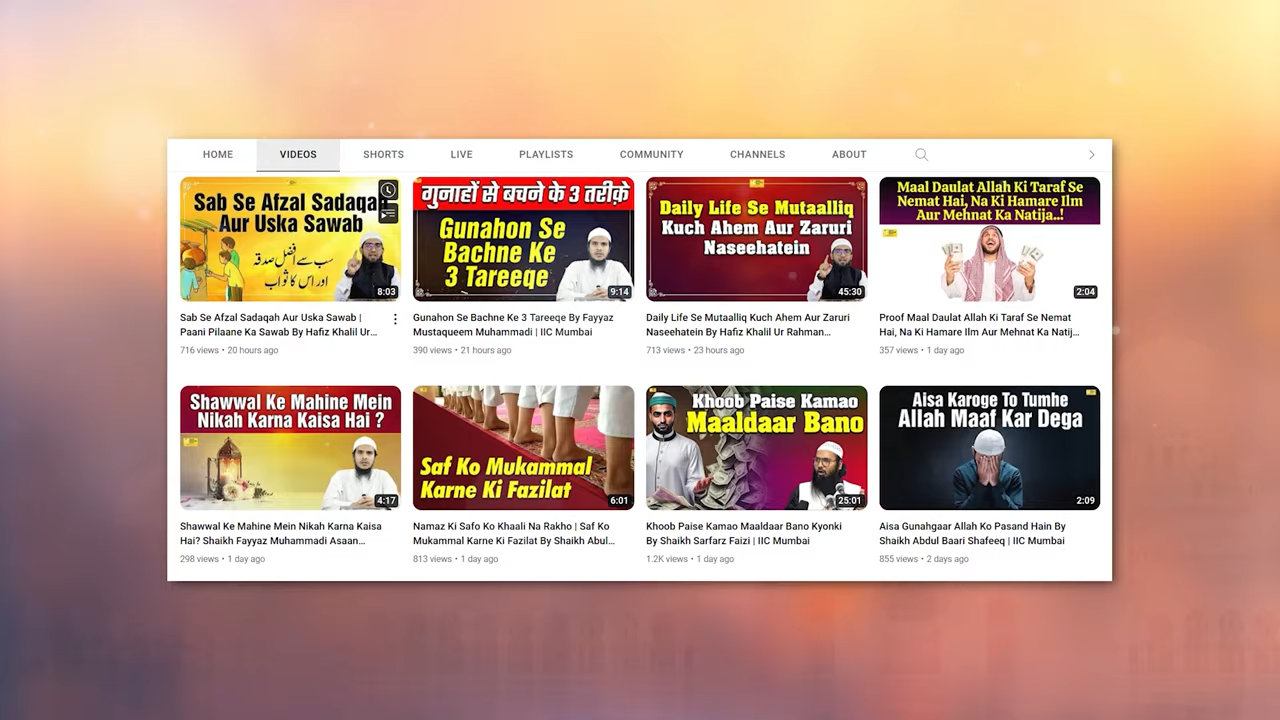 HOME VIDEOS SHORTS LIVE PLAYLISTS COMMUNITY CHANNELS ABOUT
Sab Se Afzal Sadaqah
Aur Uska Sawab
سب سے افضل صدقہ
اور اس کا ثواب
8:03
गुनाहों से बचने के 3 तरीक़े
Gunahon Se
Bachne Ke
3 Tareeqe
9:14
Daily Life Se Mutaalliq
Kuch Ahem Aur Zaruri
Naseehatein
45:30
Maal Daulat Allah Ki Taraf Se
Nemat Hai, Na Ki Hamare Ilm
Aur Mehnat Ka Natija..!
2:04
Sab Se Afzal Sadaqah Aur Uska Sawab |
Paani Pilaane Ka Sawab By Hafiz Khalil Ur...
716 views • 20 hours ago
Gunahon Se Bachne Ke 3 Tareeqe By Fayyaz
Mustaqueem Muhammadi | IIC Mumbai
390 views • 21 hours ago
Daily Life Se Mutaalliq Kuch Ahem Aur Zaruri
Naseehatein By Hafiz Khalil Ur Rahman...
713 views • 23 hours ago
Proof Maal Daulat Allah Ki Taraf Se Nemat
Hai, Na Ki Hamare Ilm Aur Mehnat Ka Natij...
357 views • 1 day ago
Shawwal Ke Mahine Mein
Nikah Karna Kaisa Hai ?
4:17
Saf Ko Mukammal
Karne Ki Fazilat
6:01
Khoob Paise Kamao
Maaldaar Bano
25:01
Aisa Karoge To Tumhe
Allah Maaf Kar Dega
2:09
Shawwal Ke Mahine Mein Nikah Karna Kaisa
Hai? Shaikh Fayyaz Muhammadi Asaan...
298 views • 1 day ago
Namaz Ki Safo Ko Khaali Na Rakho | Saf Ko
Mukammal Karne Ki Fazilat By Shaikh Abul...
813 views • 1 day ago
Khoob Paise Kamao Maaldaar Bano Kyonki
By Shaikh Sarfarz Faizi | IIC Mumbai
1.2K views • 1 day ago
Aisa Gunahgaar Allah Ko Pasand Hain By
Shaikh Abdul Baari Shafeeq | IIC Mumbai
855 views • 2 days ago